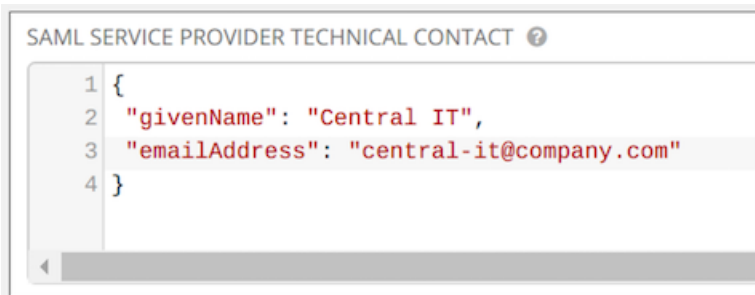 SAML SERVICE PROVIDER TECHNICAL CONTACT ?
1 {
2 "givenName": "Central IT",
3 "emailAddress": "central-it@company.com"
4 }